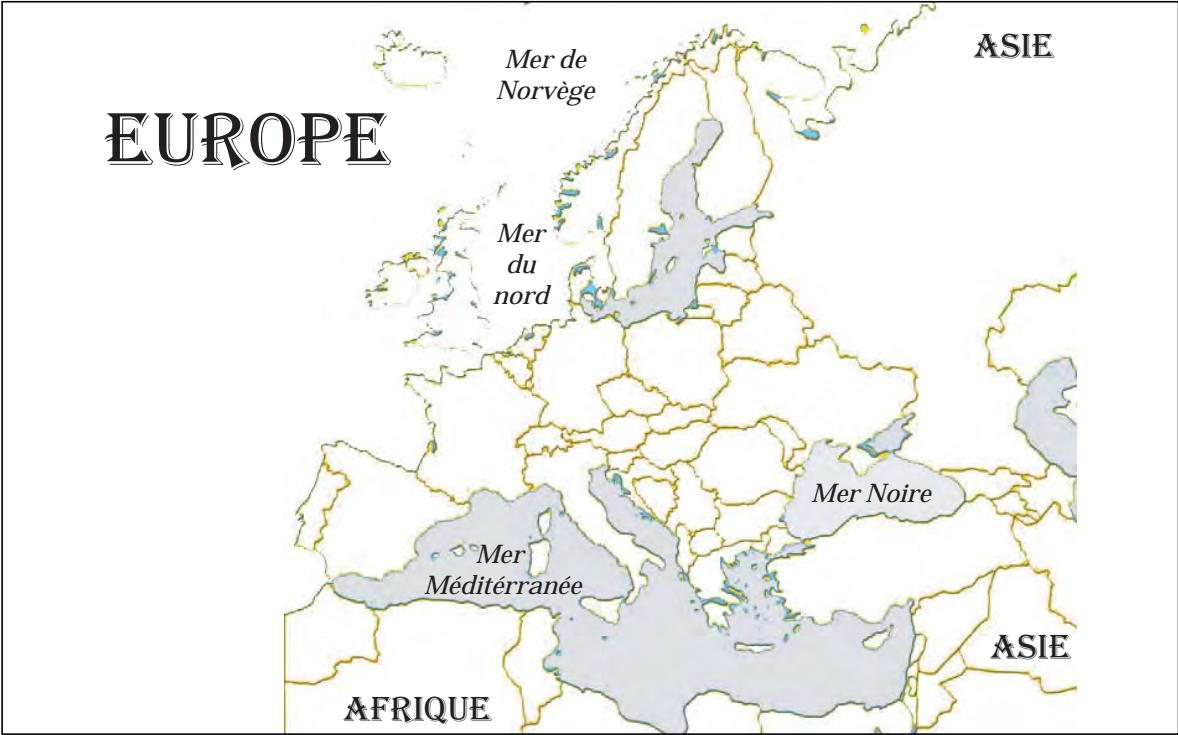 ASIE
Mer de
Norvège
EUROPE
Mer
du
nord
Mer Noire
Mer
Méditérranée
ASIE
AFRIQUE